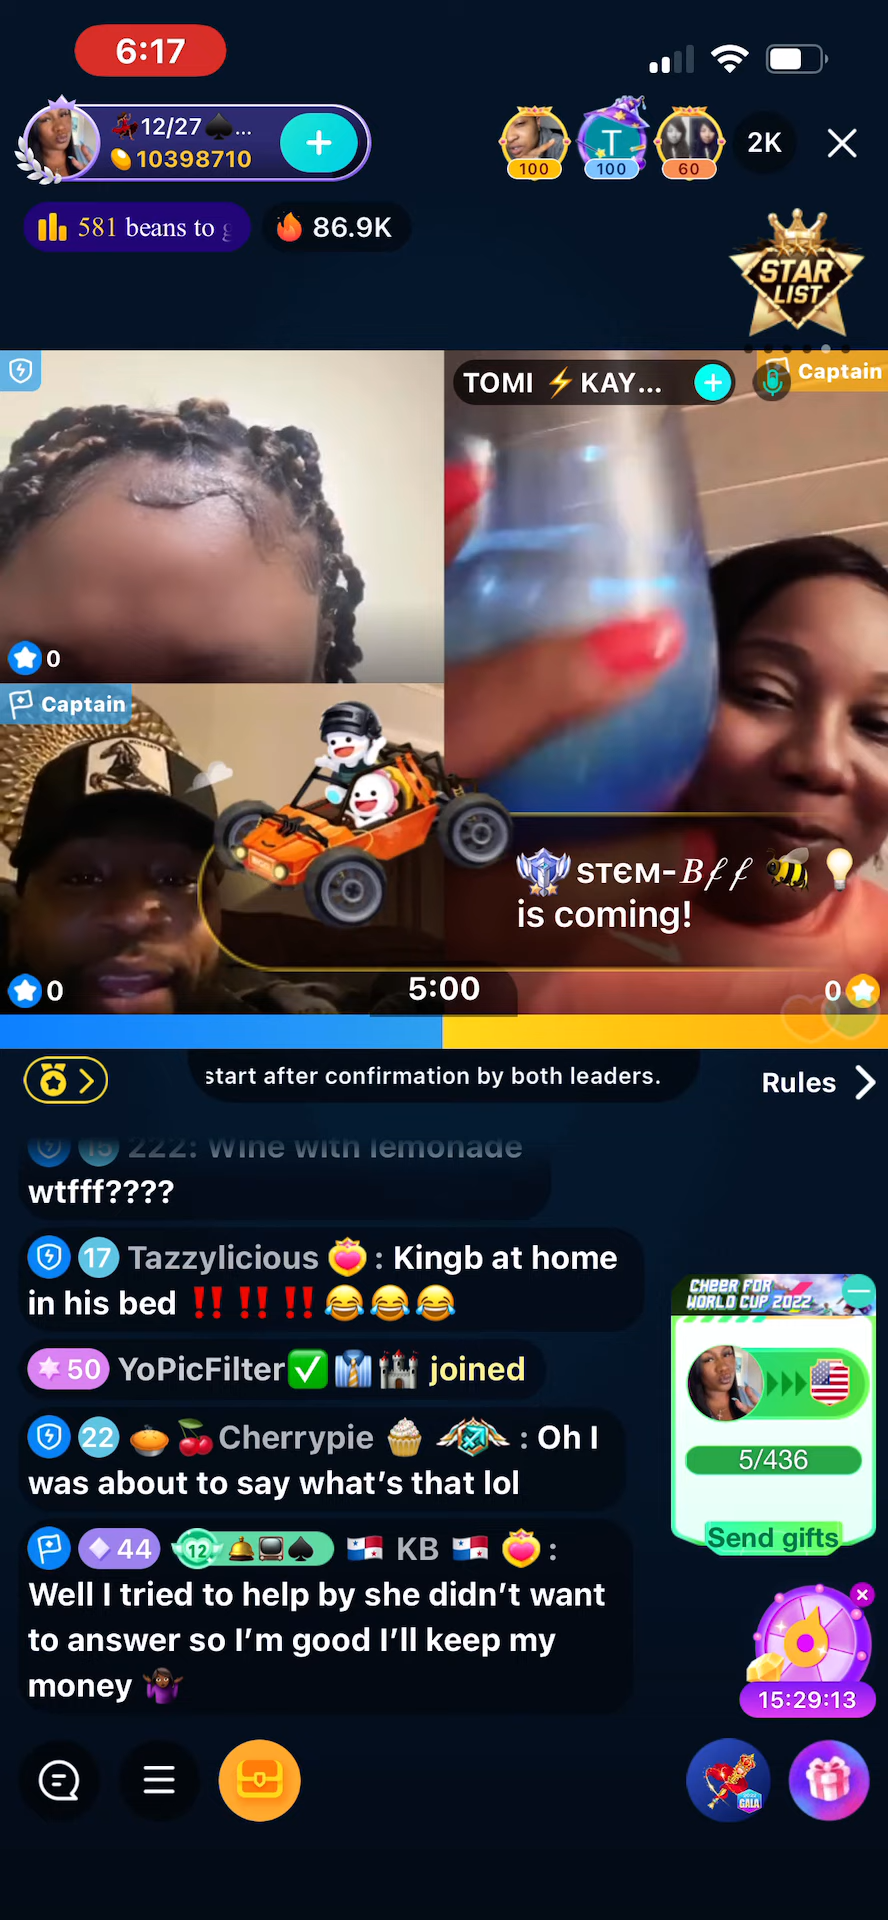 6:17
💃🏿12/27♠️...
10398710
100
T
100
60
2K
581 beans to g
86.9K
STAR
LIST
TOMI ⚡KAY...
Captain
0
Captain
sᴛЄᴍ-𝐵𝒻𝒻 🐝 💡
is coming!
0
5:00
0
start after confirmation by both leaders.
Rules
15 222: Wine with lemonade
wtfff????
17 Tazzylicious 💝 : Kingb at home
in his bed ‼️ ‼️ ‼️ 😂 😂 😂
50 YoPicFilter✅👔🏰 joined
22 🥧🍒Cherrypie 🧁 : Oh I
was about to say what's that lol
44 12 🛎️📺♠️ 🇵🇦 KB 🇵🇦 💝 :
Well I tried to help by she didn't want
to answer so I'm good I'll keep my
money 🤷🏾‍♀️
CHEER FOR
WORLD CUP 2022
5/436
Send gifts
15:29:13
GALA